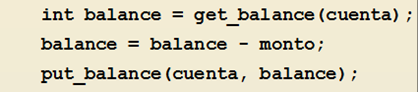 int balance = get_balance(cuenta);
balance = balance - monto;
put_balance(cuenta, balance);